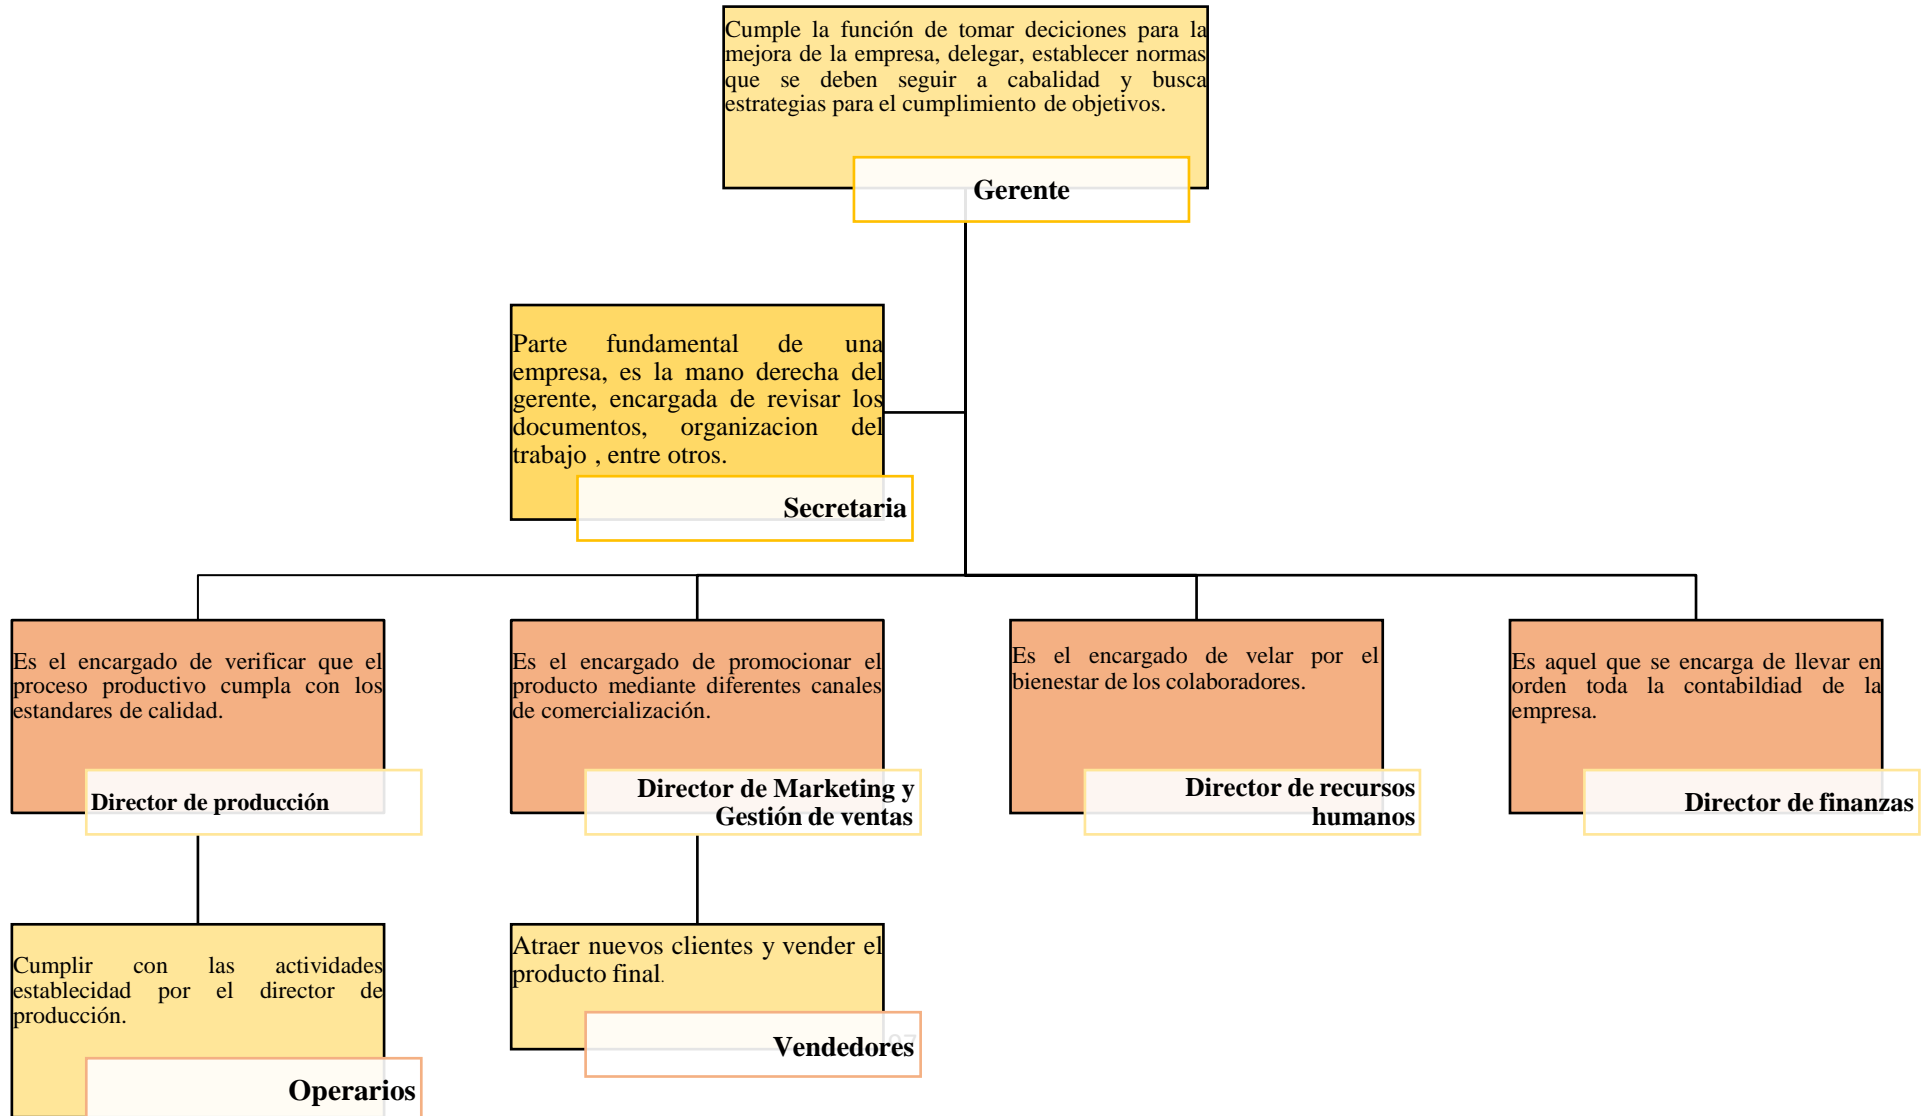 Cumple la función de tomar deciciones para la
mejora de la empresa, delegar, establecer normas
que se deben seguir a cabalidad y busca
estrategias para el cumplimiento de objetivos.
Gerente
Parte fundamental de una
empresa, es la mano derecha del
gerente, encargada de revisar los
documentos, organizacion del
trabajo , entre otros.
Secretaria
Es el encargado de verificar que el
proceso productivo cumpla con los
estandares de calidad.
Director de producción
Es el encargado de promocionar el
producto mediante diferentes canales
de comercialización.
Director de Marketing y
Gestión de ventas
Es el encargado de velar por el
bienestar de los colaboradores.
Director de recursos
humanos
Es aquel que se encarga de llevar en
orden toda la contabildiad de la
empresa.
Director de finanzas
Cumplir con las actividades
establecidad por el director de
producción.
Operarios
Atraer nuevos clientes y vender el
producto final.
Vendedores